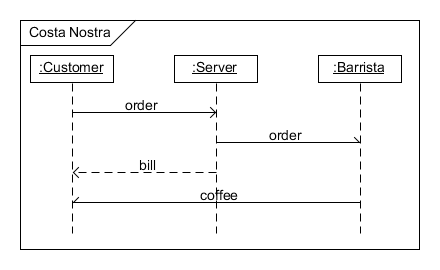 Costa Nostra
:Customer
:Server
:Barrista
order
order
bill
coffee